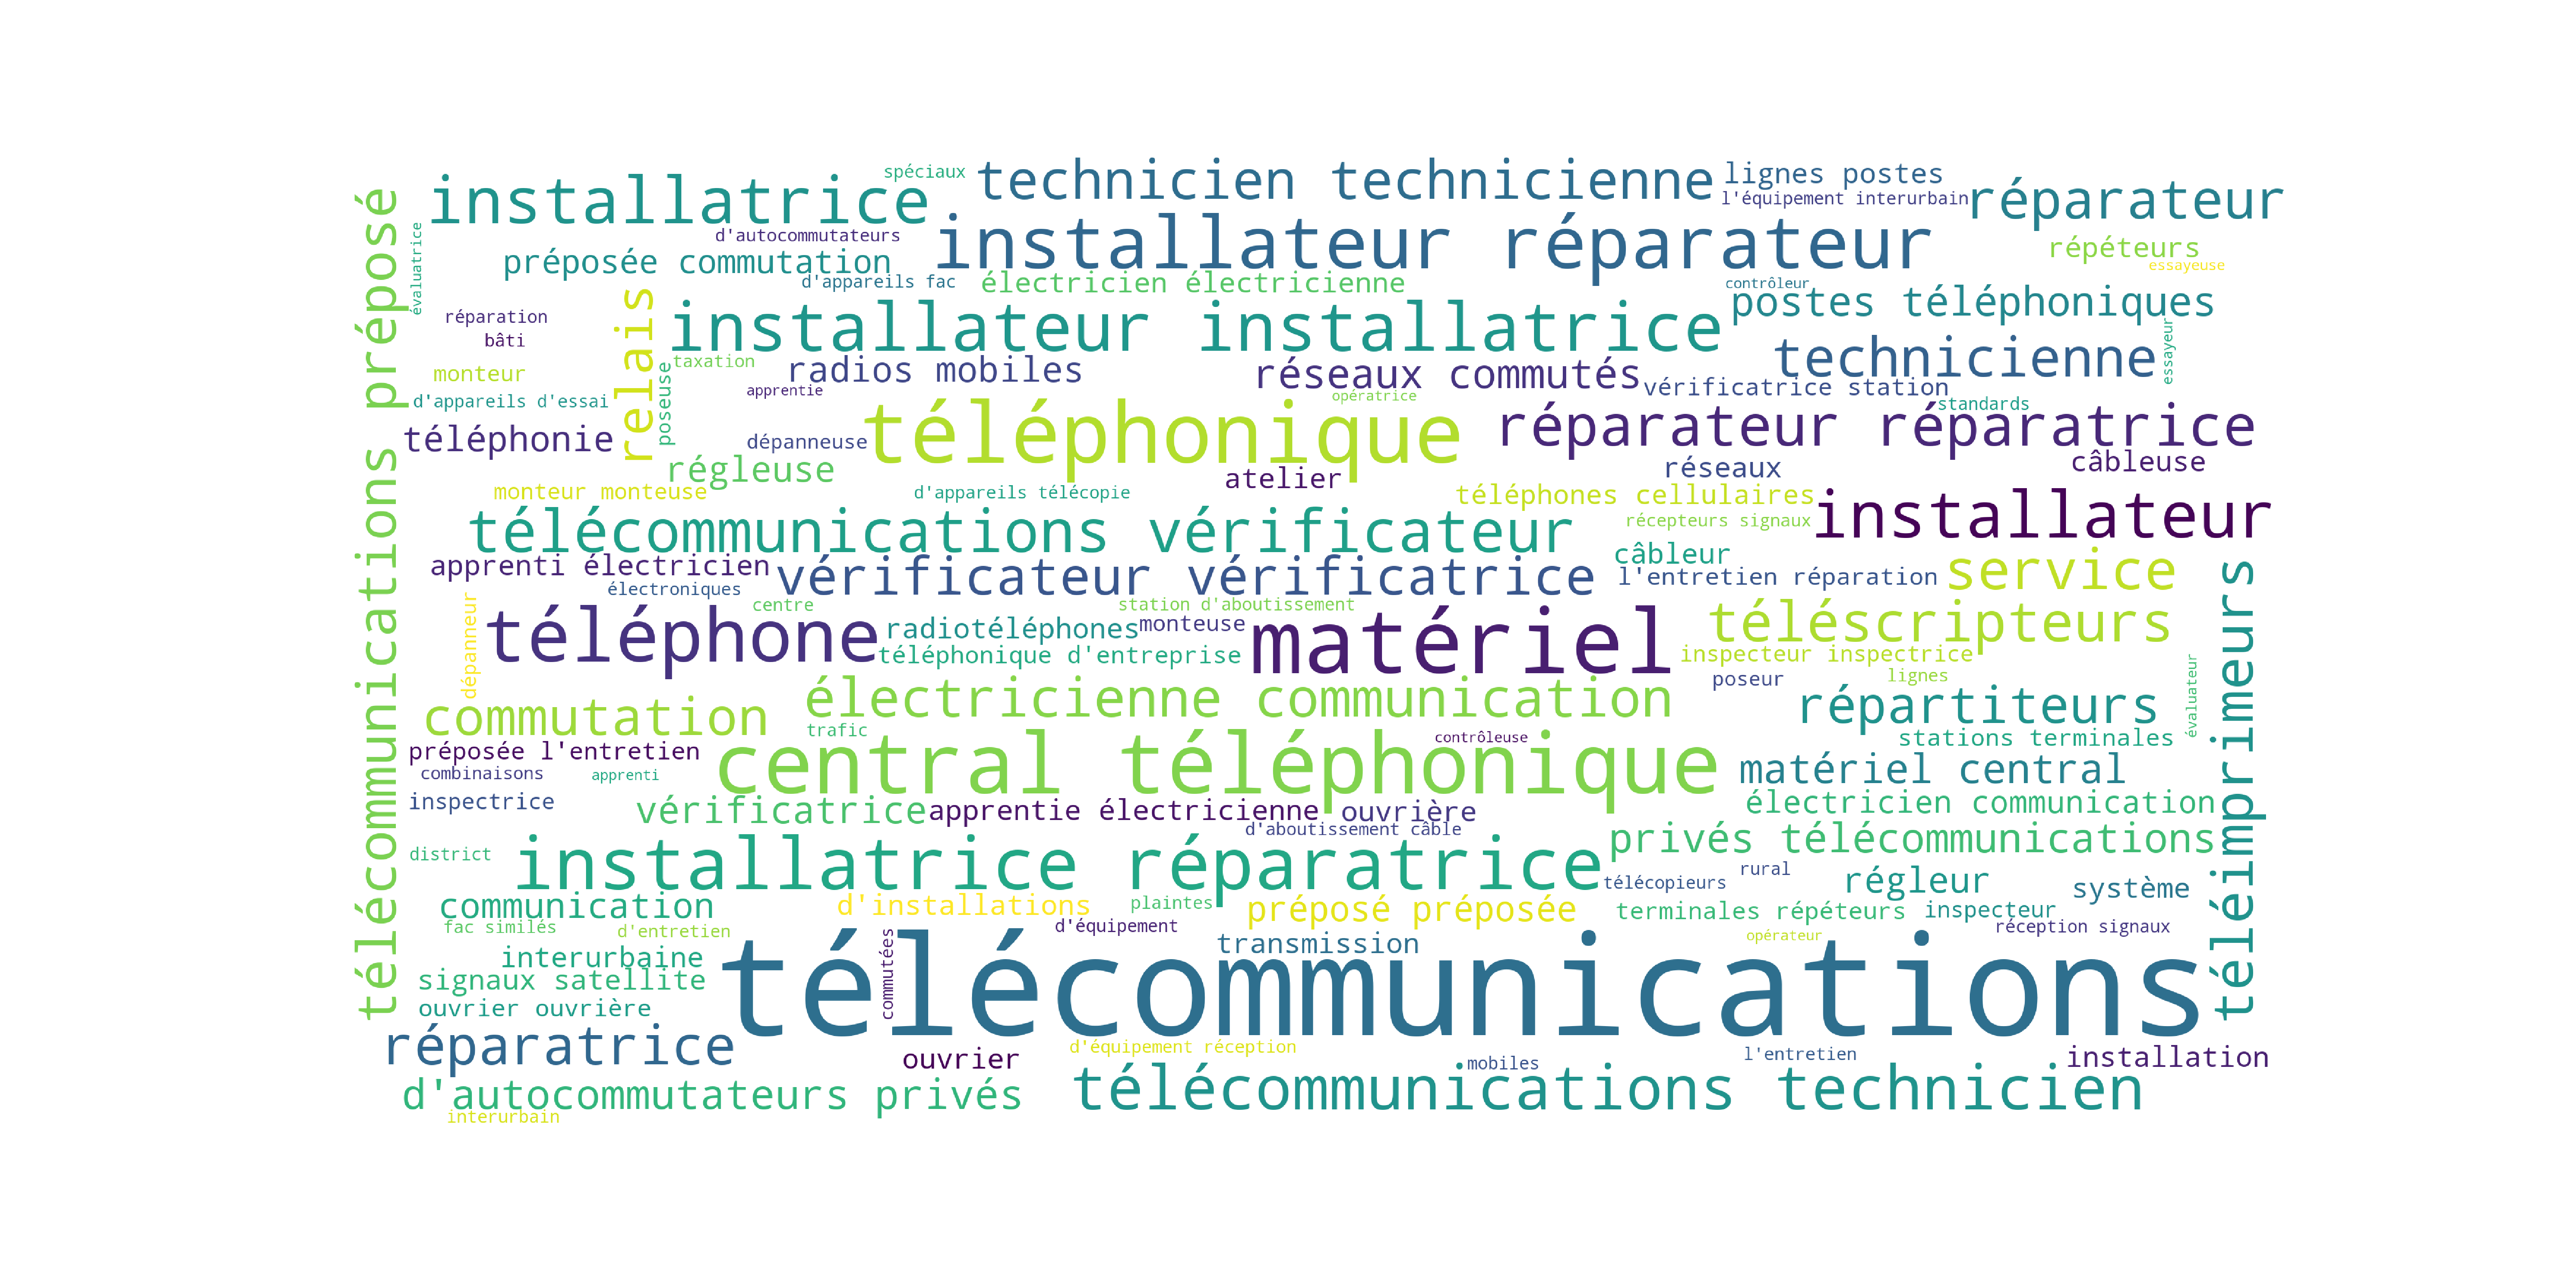 spéciaux
technicien technicienne
lignes postes
installatrice
l'équipement interurbain
réparateur
télécommunications préposé
évaluatrice
d'autocommutateurs
installateur réparateur
répéteurs
préposée commutation
essayeuse
d'appareils fac
électricien électricienne
contrôleur
postes téléphoniques
réparation
relais
installateur installatrice
bâti
essayeur
taxation
radios mobiles
réseaux commutés
technicienne
monteur
poseuse
apprentie
vérificatrice station
opératrice
d'appareils d'essai
téléphonique
standards
téléphonie
dépanneuse
réparateur réparatrice
régleuse
atelier
réseaux
câbleuse
monteur monteuse
d'appareils télécopie
téléphones cellulaires
installateur
télécommunications vérificateur
récepteurs signaux
câbleur
apprenti électricien
vérificateur vérificatrice
l'entretien réparation
service
électroniques
téléimprimeurs
dépanneur
centre
station d'aboutissement
téléphone
radiotéléphones
monteuse
matériel
téléscripteurs
téléphonique d'entreprise
inspecteur inspectrice
poseur
lignes
évaluateur
commutation
électricienne communication
répartiteurs
trafic
préposée l'entretien
central téléphonique
contrôleuse
stations terminales
combinaisons
apprenti
matériel central
inspectrice
vérificatrice
apprentie électricienne
ouvrière
électricien communication
d'aboutissement câble
district
installatrice réparatrice
privés télécommunications
télécopieurs
rural
régleur
système
communication
d'installations
plaintes
préposé préposée
terminales répéteurs
inspecteur
fac similés
d'entretien
d'équipement
réception signaux
commutées
transmission
opérateur
interurbaine
télécommunications
signaux satellite
ouvrier ouvrière
réparatrice
ouvrier
d'équipement réception
mobiles
l'entretien
installation
d'autocommutateurs privés
télécommunications technicien
interurbain